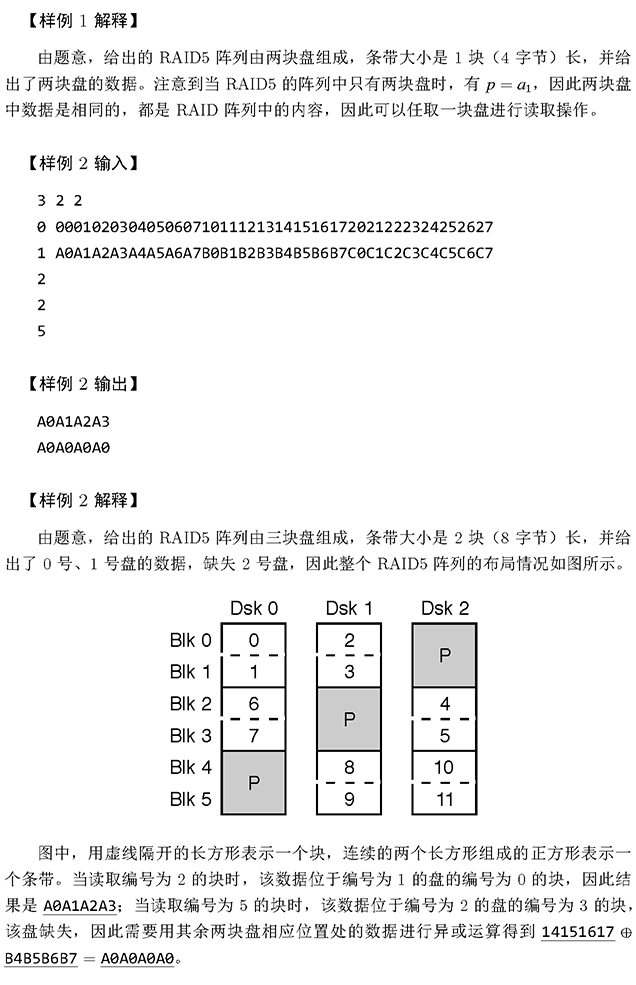 【样例 1 解释】
由题意，给出的 RAID5 阵列由两块盘组成，条带大小是 1 块（4 字节）长，并给
出了两块盘的数据。注意到当 RAID5 的阵列中只有两块盘时，有 p = a₁，因此两块盘
中数据是相同的，都是 RAID 阵列中的内容，因此可以任取一块盘进行读取操作。
【样例 2 输入】
3 2 2
0 000102030405060710111213141516172021222324252627
1 A0A1A2A3A4A5A6A7B0B1B2B3B4B5B6B7C0C1C2C3C4C5C6C7
2
2
5
【样例 2 输出】
A0A1A2A3
A0A0A0A0
【样例 2 解释】
由题意，给出的 RAID5 阵列由三块盘组成，条带大小是 2 块（8 字节）长，并给
出了 0 号、1 号盘的数据，缺失 2 号盘，因此整个 RAID5 阵列的布局情况如图所示。
Dsk 0 Dsk 1 Dsk 2
Blk 0 0 2 P
Blk 1 1 3
Blk 2 6 P 4
Blk 3 7 5
Blk 4 P 8 10
Blk 5 9 11
图中，用虚线隔开的长方形表示一个块，连续的两个长方形组成的正方形表示一
个条带。当读取编号为 2 的块时，该数据位于编号为 1 的盘的编号为 0 的块，因此结
果是 A0A1A2A3；当读取编号为 5 的块时，该数据位于编号为 2 的盘的编号为 3 的块，
该盘缺失，因此需要用其余两块盘相应位置处的数据进行异或运算得到 14151617 ⊕
B4B5B6B7 = A0A0A0A0。